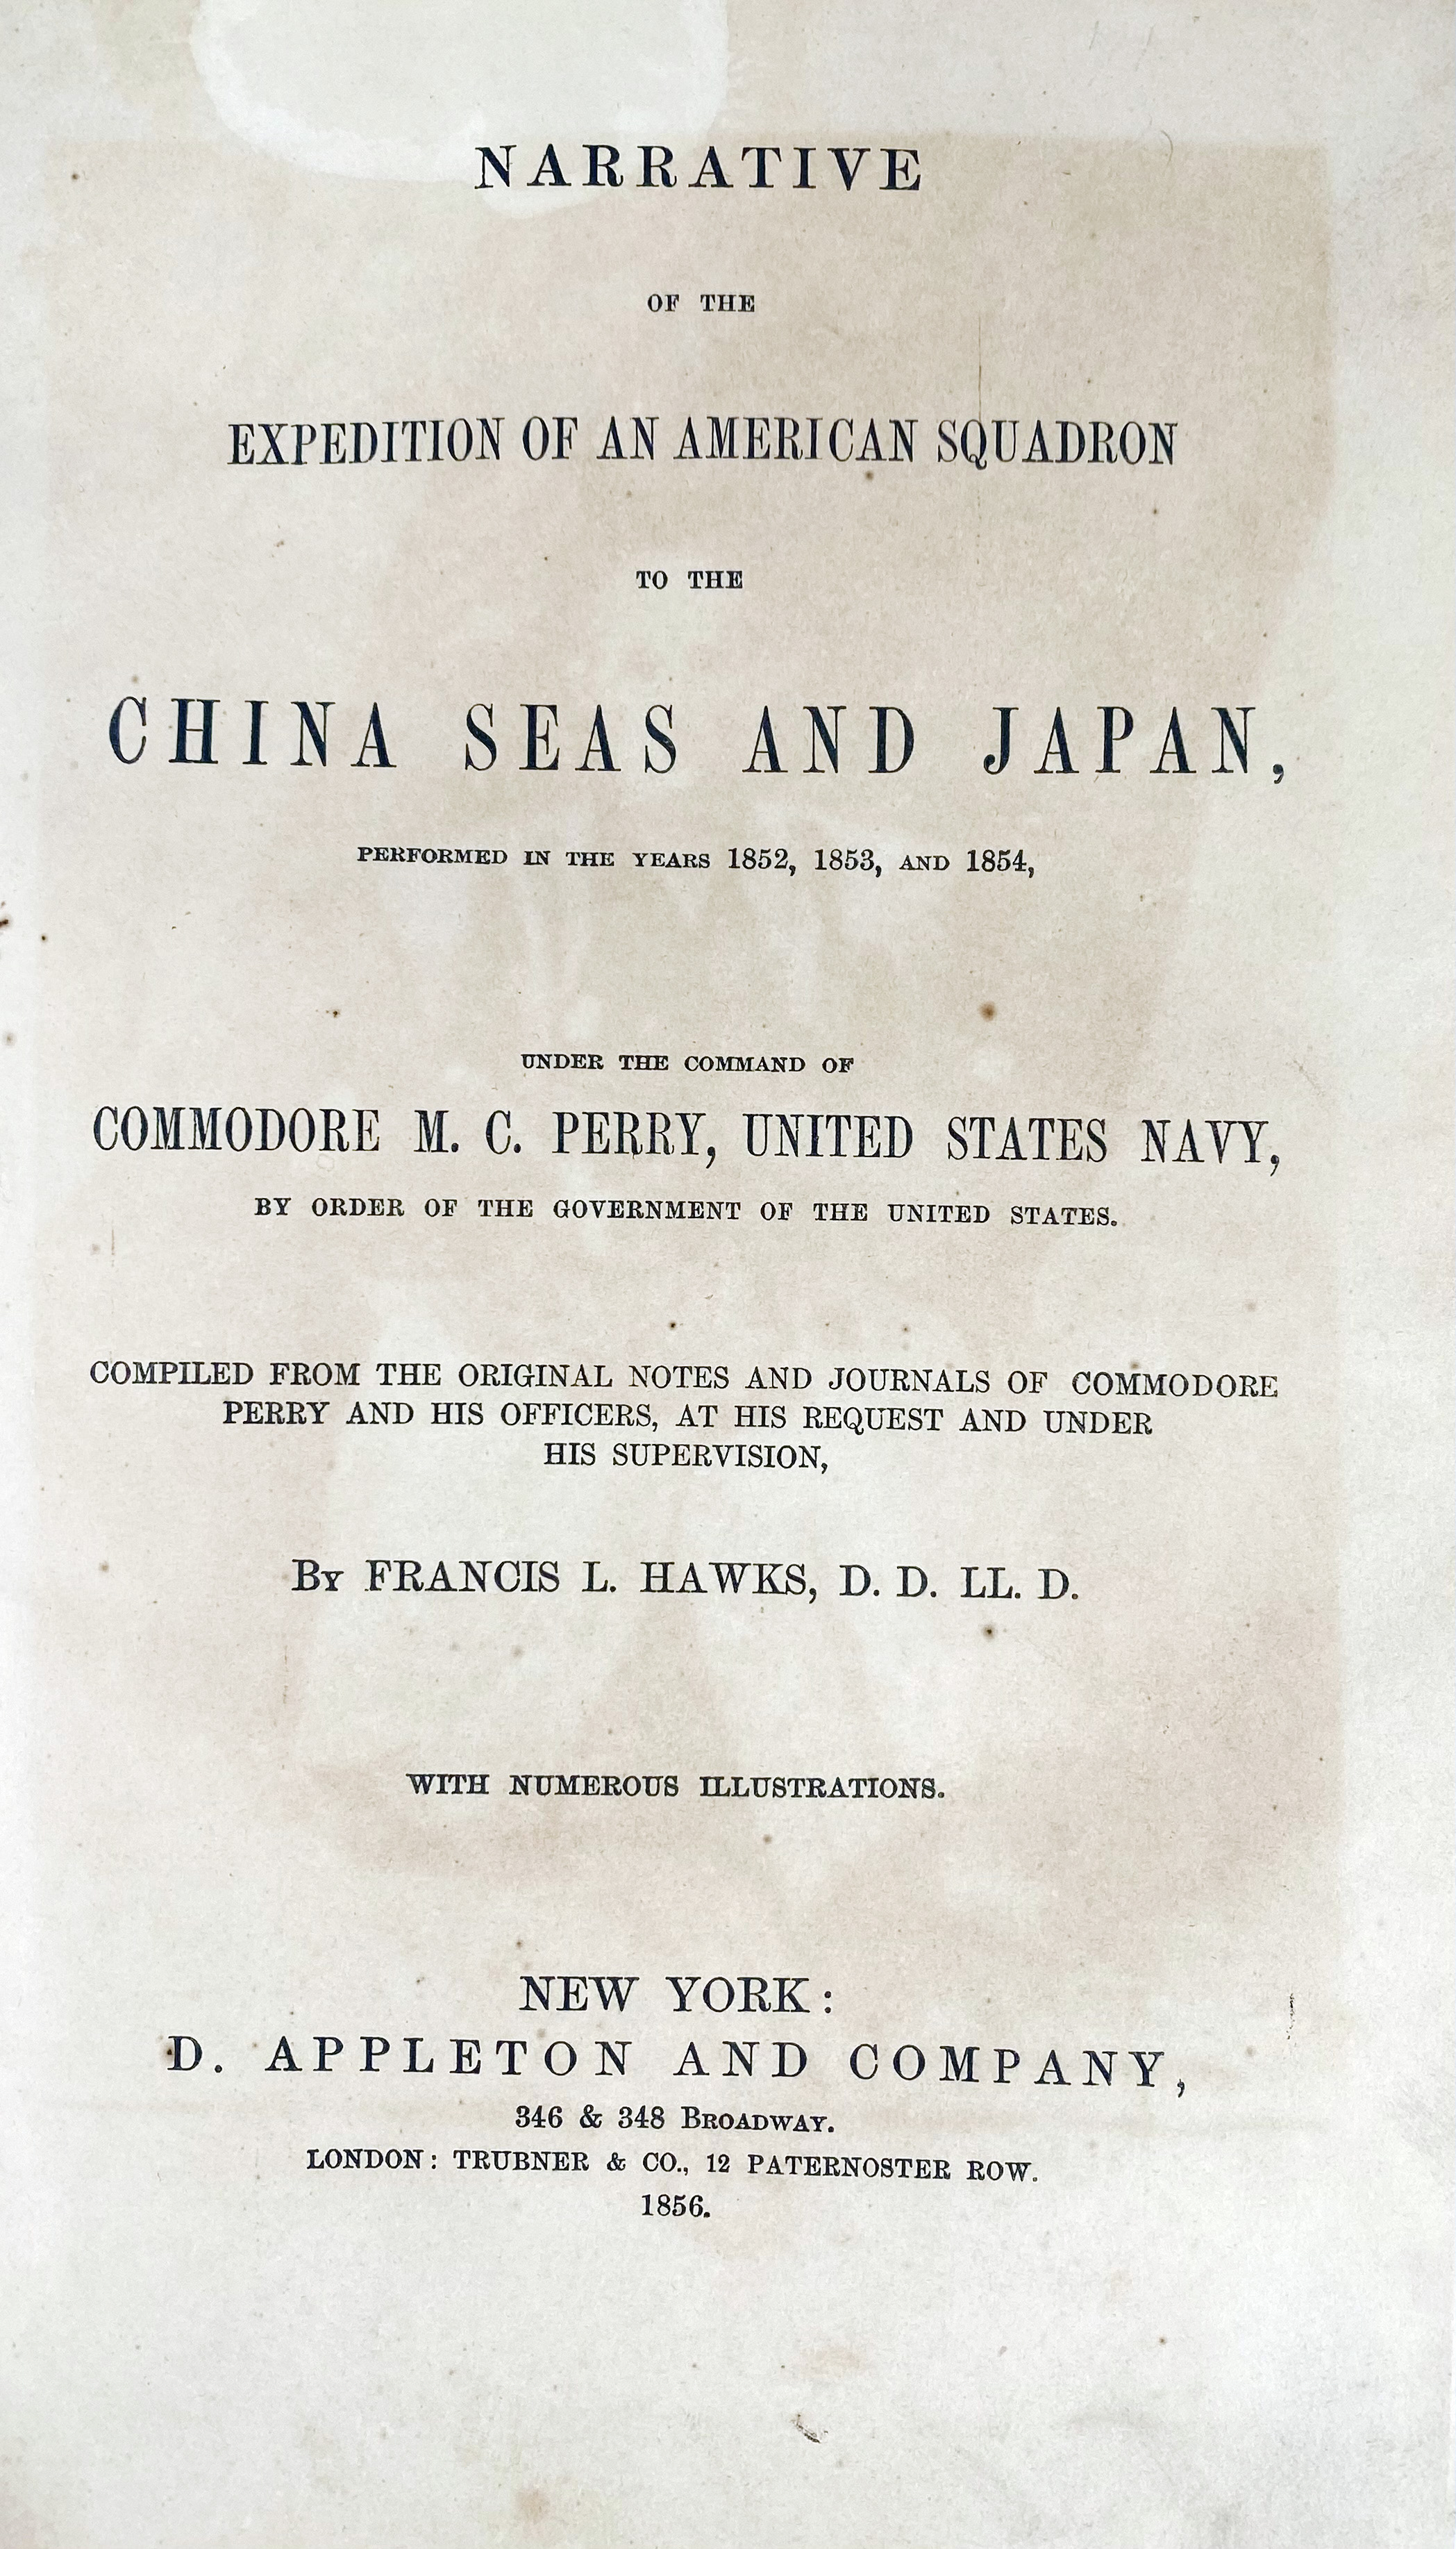 NARRATIVE
OF THE
EXPEDITION OF AN AMERICAN SQUADRON
TO THE
CHINA SEAS AND JAPAN,
PERFORMED IN THE YEARS 1852, 1853, AND 1854,
UNDER THE COMMAND OF
COMMODORE M. C. PERRY, UNITED STATES NAVY,
BY ORDER OF THE GOVERNMENT OF THE UNITED STATES.
COMPILED FROM THE ORIGINAL NOTES AND JOURNALS OF COMMODORE
PERRY AND HIS OFFICERS, AT HIS REQUEST AND UNDER
HIS SUPERVISION,
BY FRANCIS L. HAWKS, D. D. LL. D.
WITH NUMEROUS ILLUSTRATIONS.
NEW YORK:
D. APPLETON AND COMPANY,
346 & 348 BROADWAY.
LONDON: TRUBNER & CO., 12 PATERNOSTER ROW.
1856.